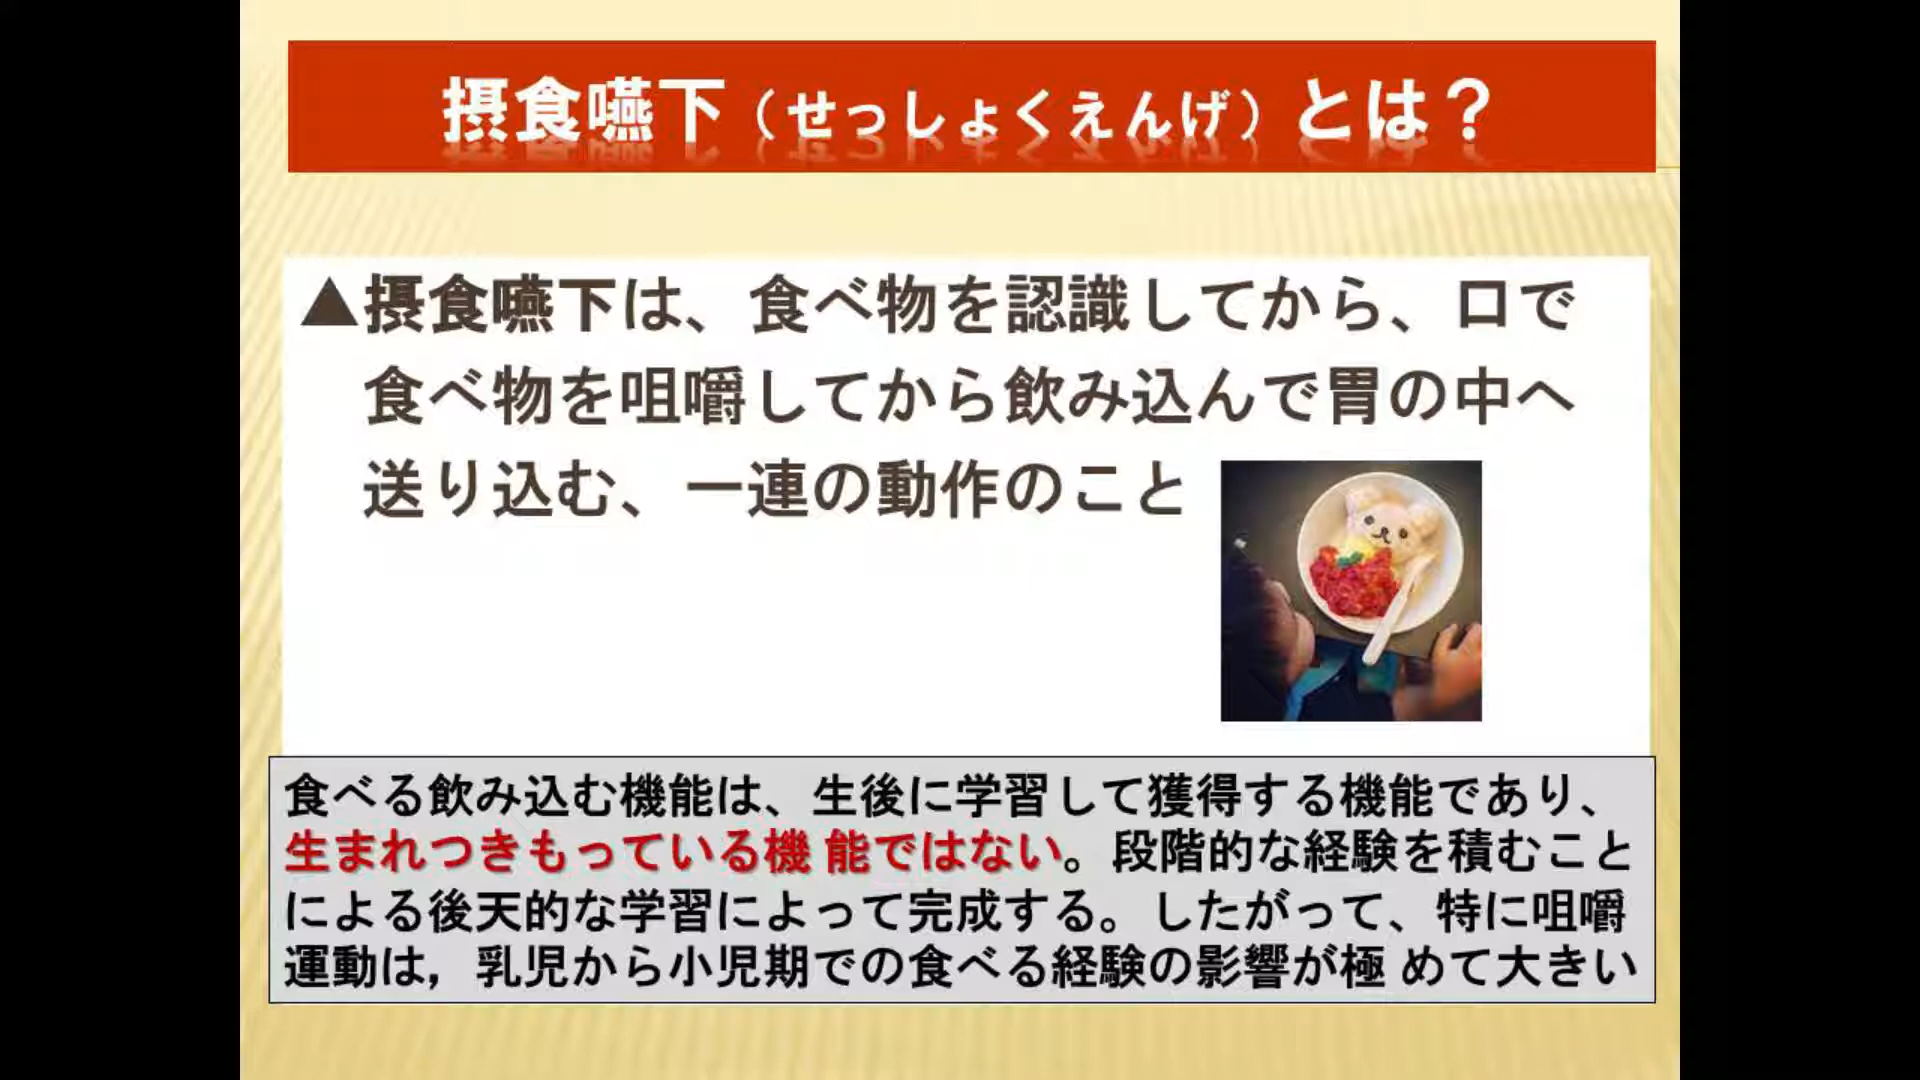 摂食嚥下（せっしょくえんげ）とは？
▲摂食嚥下は、食べ物を認識してから、口で
食べ物を咀嚼してから飲み込んで胃の中へ
送り込む、一連の動作のこと
食べる飲み込む機能は、生後に学習して獲得する機能であり、
生まれつきもっている機 能ではない。段階的な経験を積むこと
による後天的な学習によって完成する。したがって、特に咀嚼
運動は，乳児から小児期での食べる経験の影響が極 めて大きい